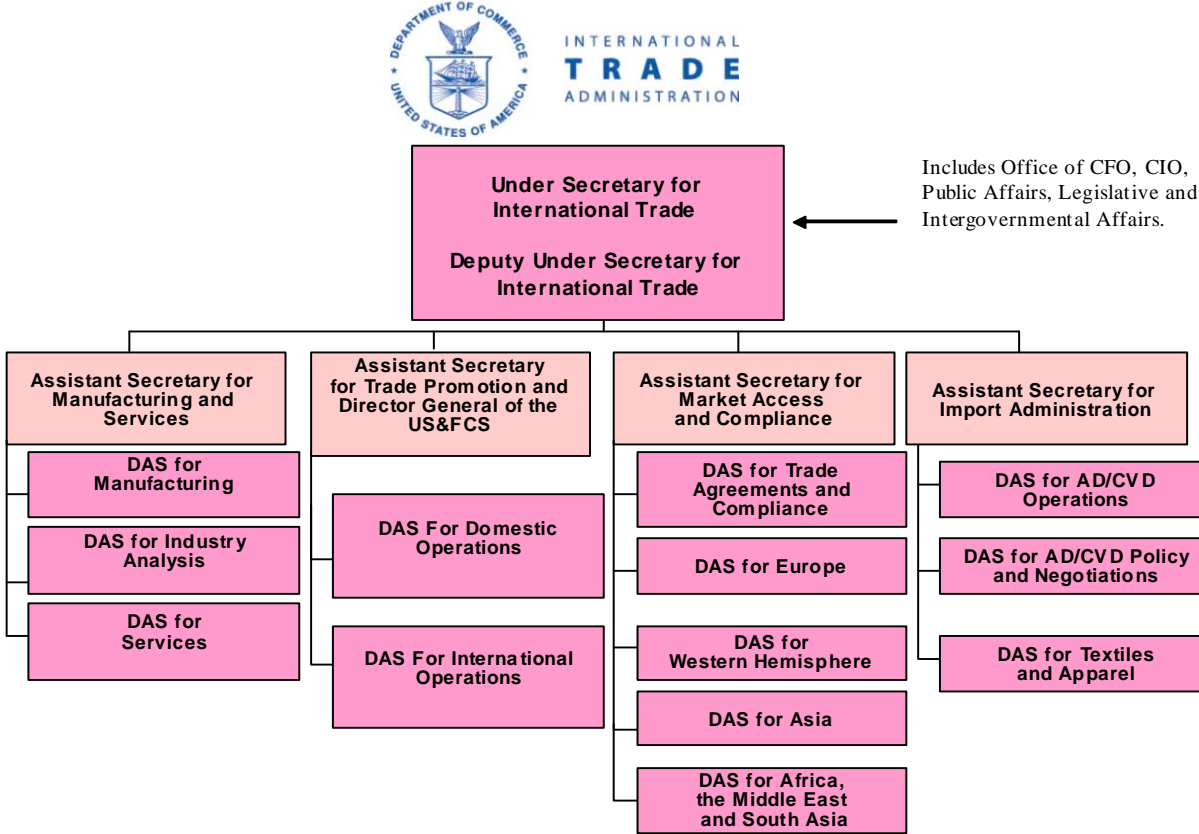 DEPARTMENT OF COMMERCE
UNITED STATES OF AMERICA
INTERNATIONAL
TRADE
ADMINISTRATION
Under Secretary for
International Trade
Deputy Under Secretary for
International Trade
Includes Office of CFO, CIO,
Public Affairs, Legislative and
Intergovernmental Affairs.
Assistant Secretary for
Manufacturing and
Services
DAS for
Manufacturing
DAS for Industry
Analysis
DAS for
Services
Assistant Secretary
for Trade Promotion and
Director General of the
US&FCS
DAS For Domestic
Operations
DAS For International
Operations
Assistant Secretary for
Market Access
and Compliance
DAS for Trade
Agreements and
Compliance
DAS for Europe
DAS for
Western Hemisphere
DAS for Asia
DAS for Africa,
the Middle East
and South Asia
Assistant Secretary for
Import Administration
DAS for AD/CVD
Operations
DAS for AD/CVD Policy
and Negotiations
DAS for Textiles
and Apparel